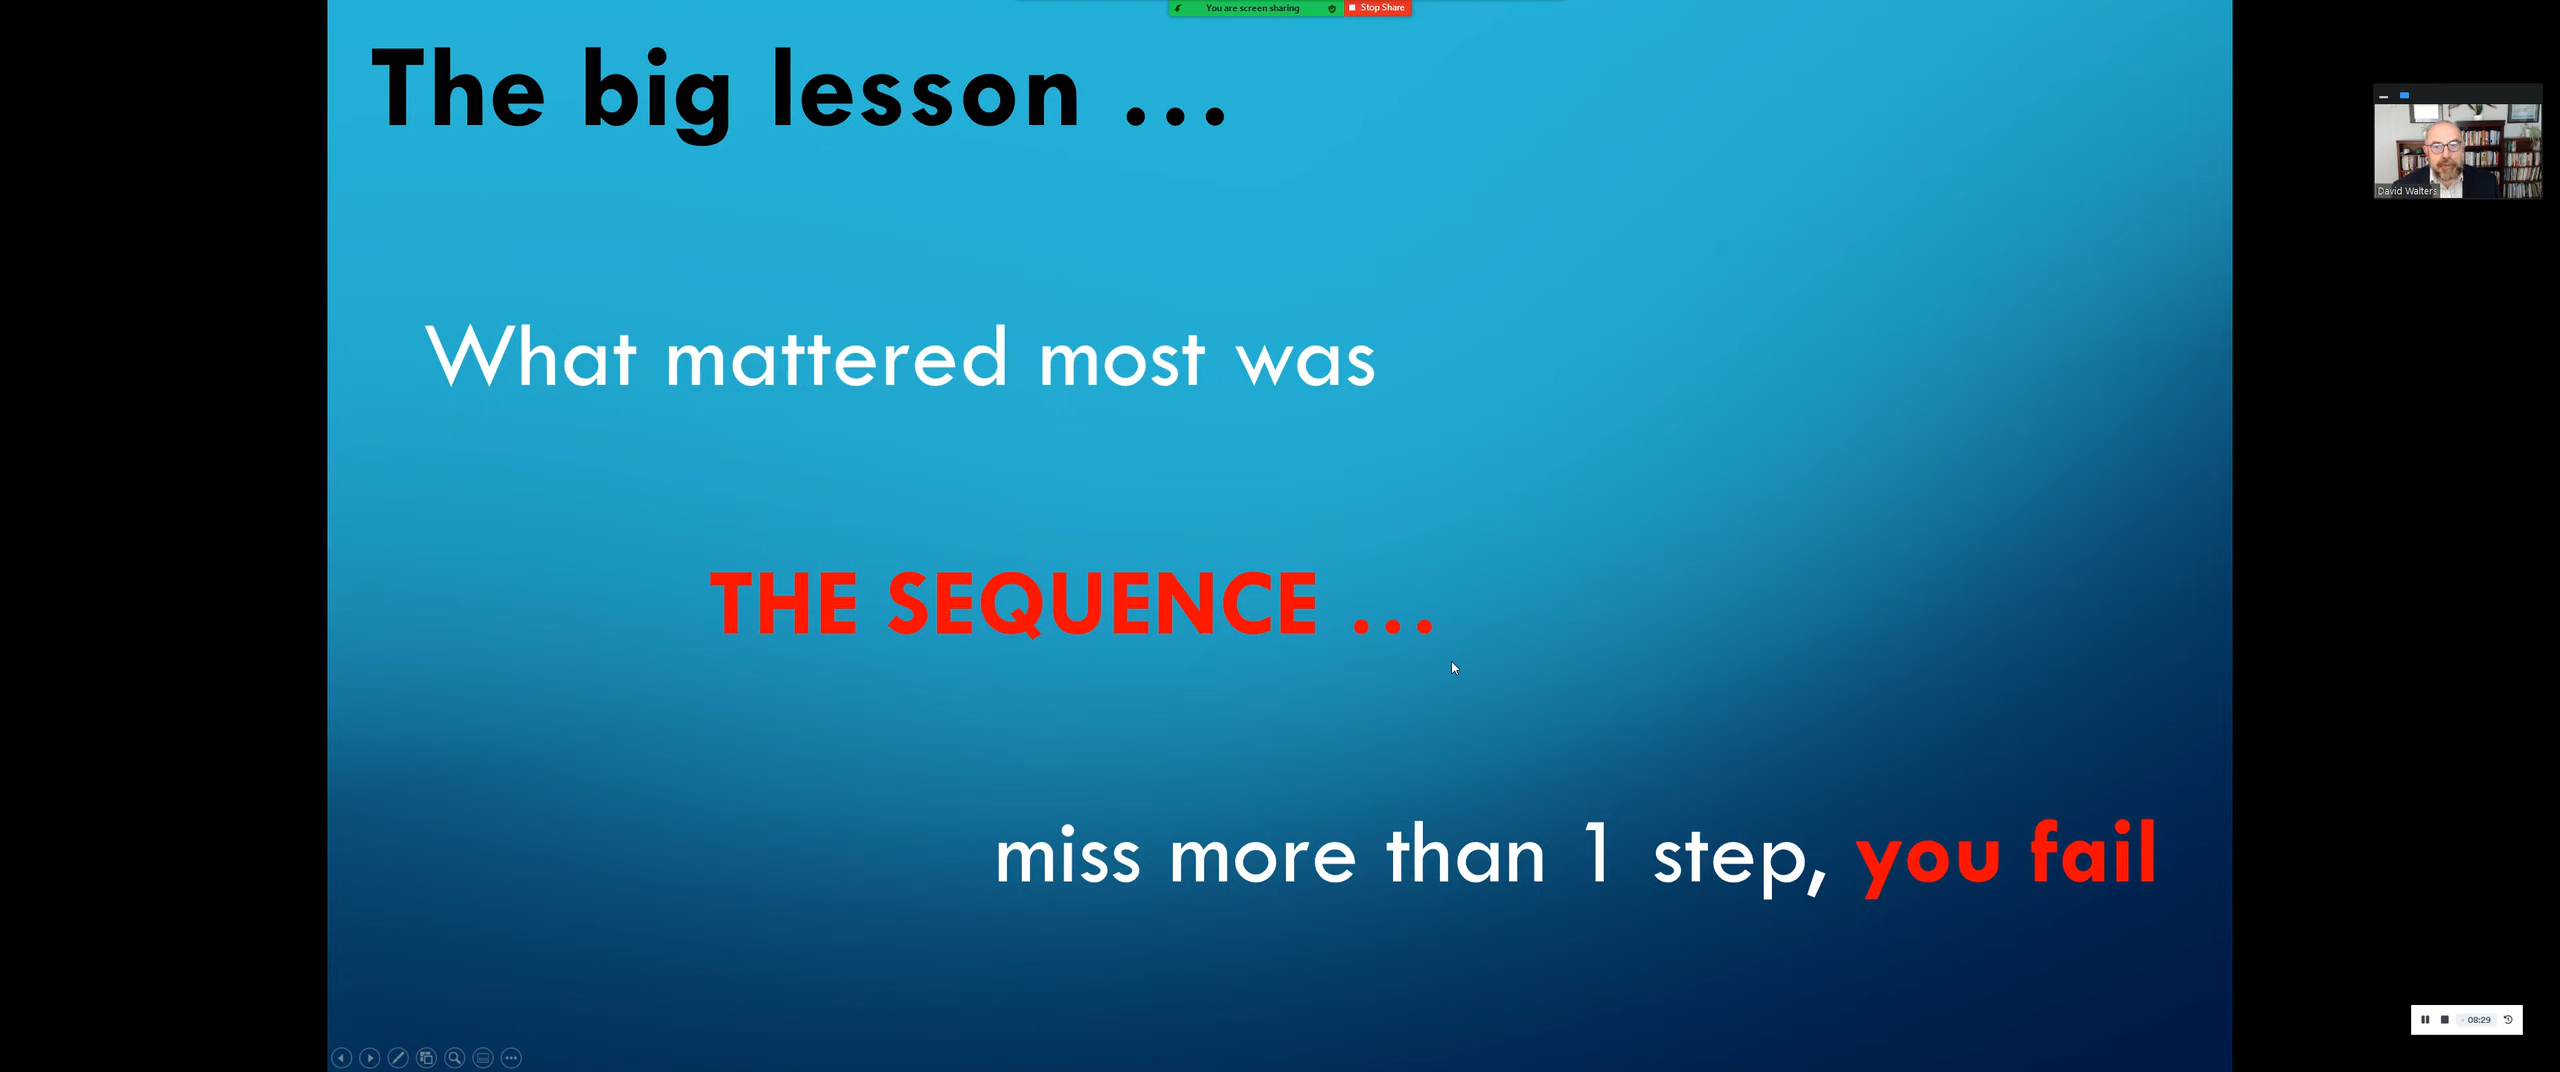 You are screen sharing
Stop Share
The big lesson ...
David Walters
What mattered most was
THE SEQUENCE ...
miss more than 1 step, you fail
08:29